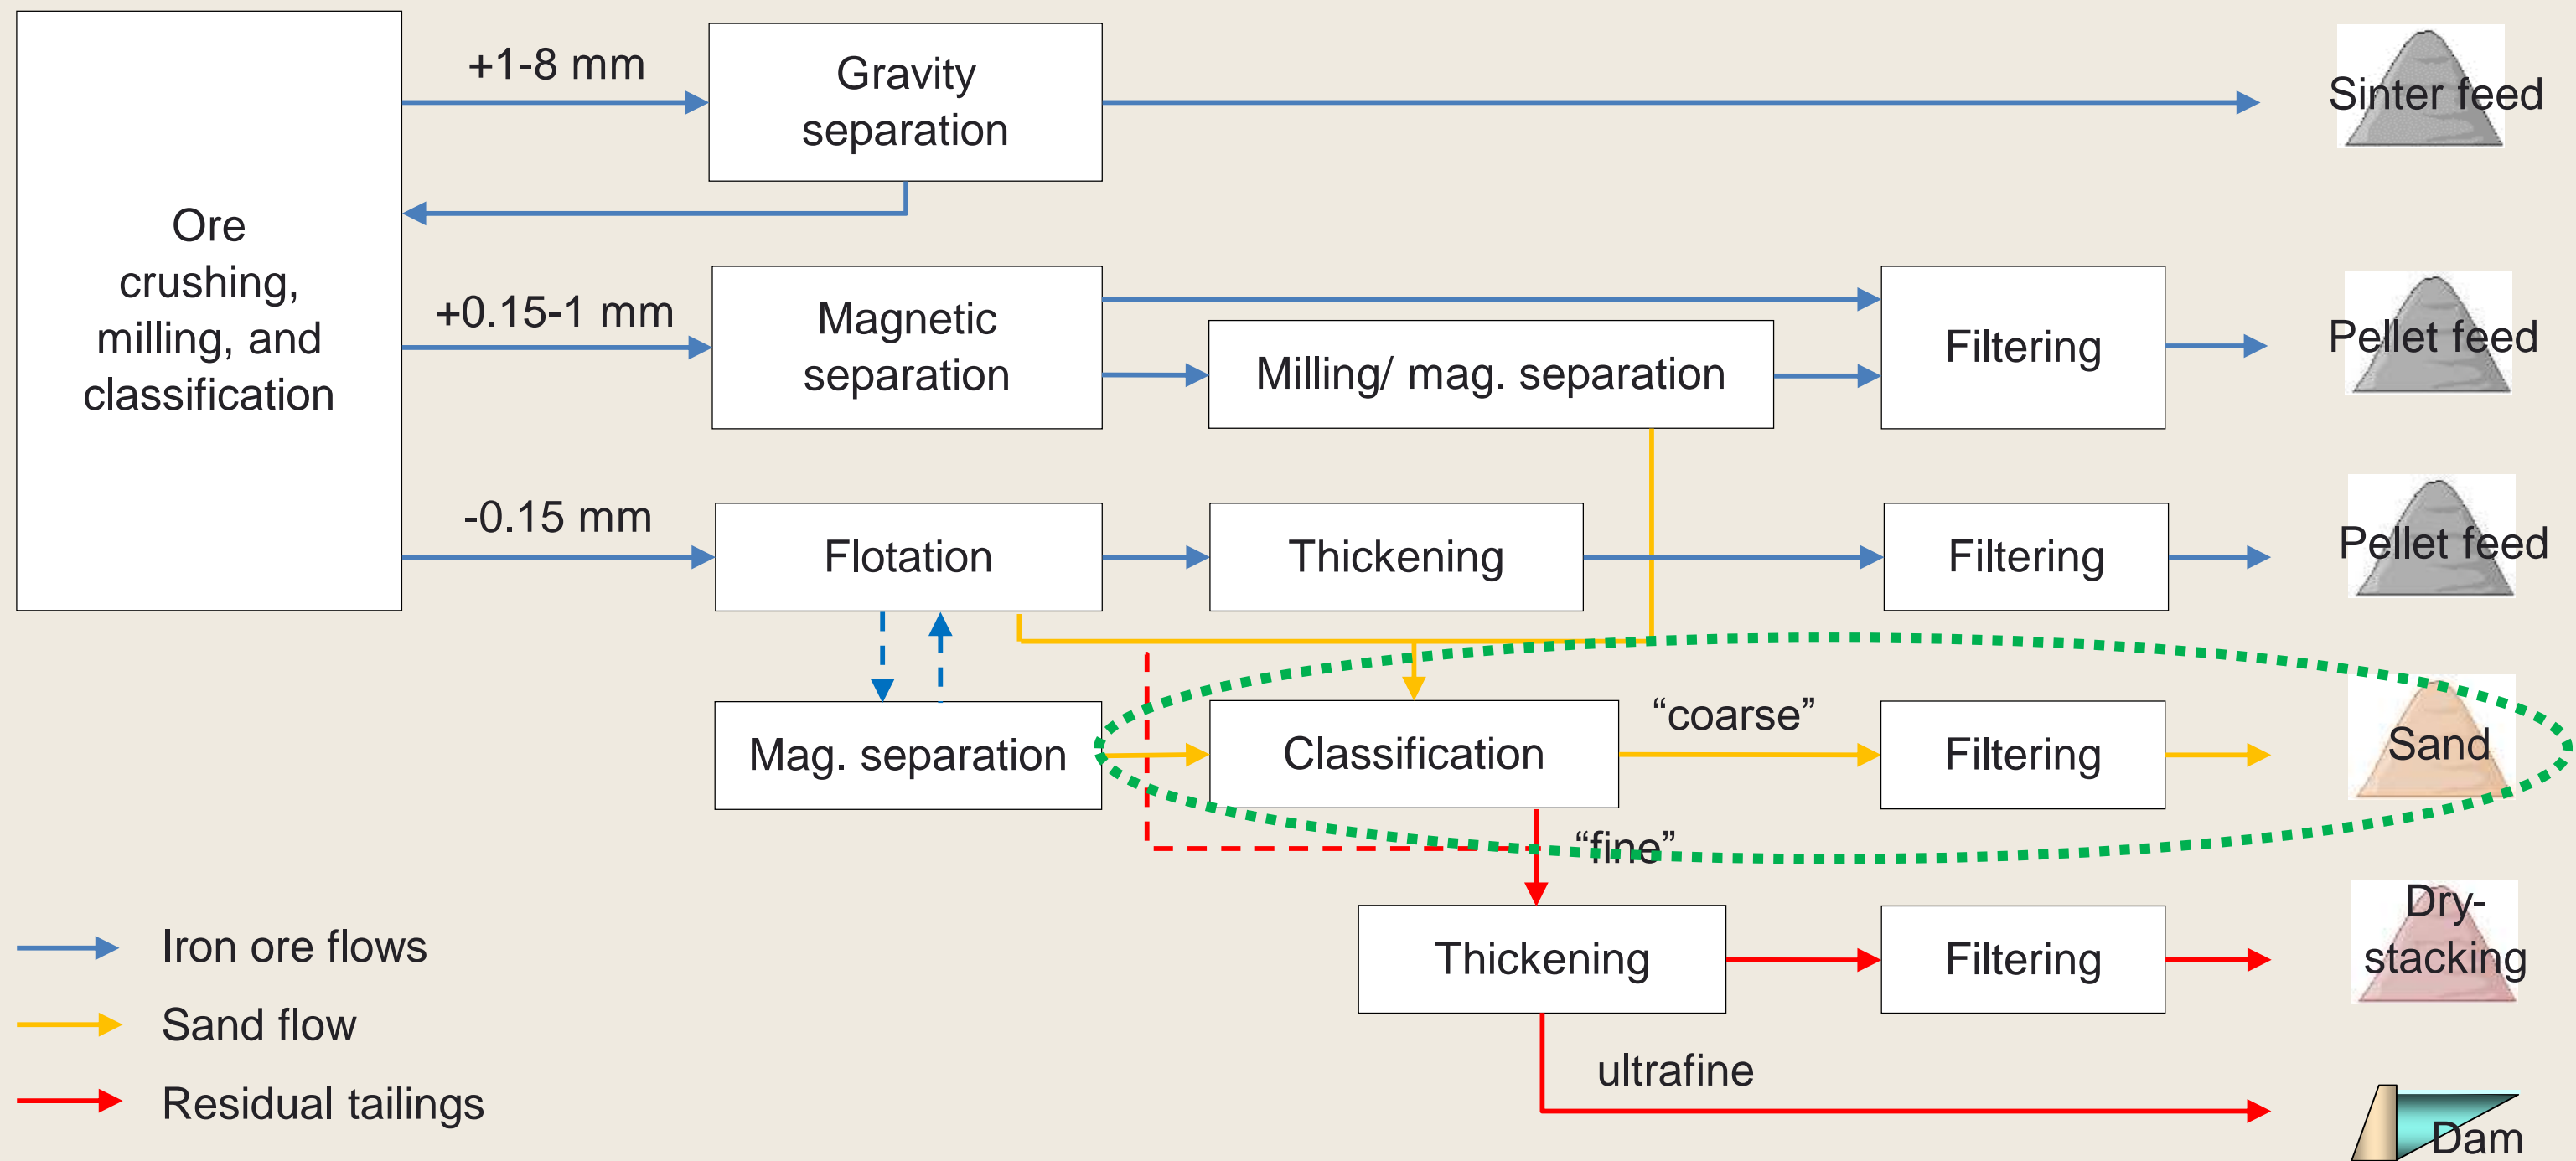 +1-8 mm
Gravity
separation
Sinter feed
Ore
crushing,
milling, and
classification
+0.15-1 mm
Magnetic
separation
Milling/ mag. separation
Filtering
Pellet feed
-0.15 mm
Flotation
Thickening
Filtering
Pellet feed
Mag. separation
Classification
“coarse”
Filtering
Sand
“fine”
Thickening
Filtering
Dry-
stacking
ultrafine
Dam
Iron ore flows
Sand flow
Residual tailings